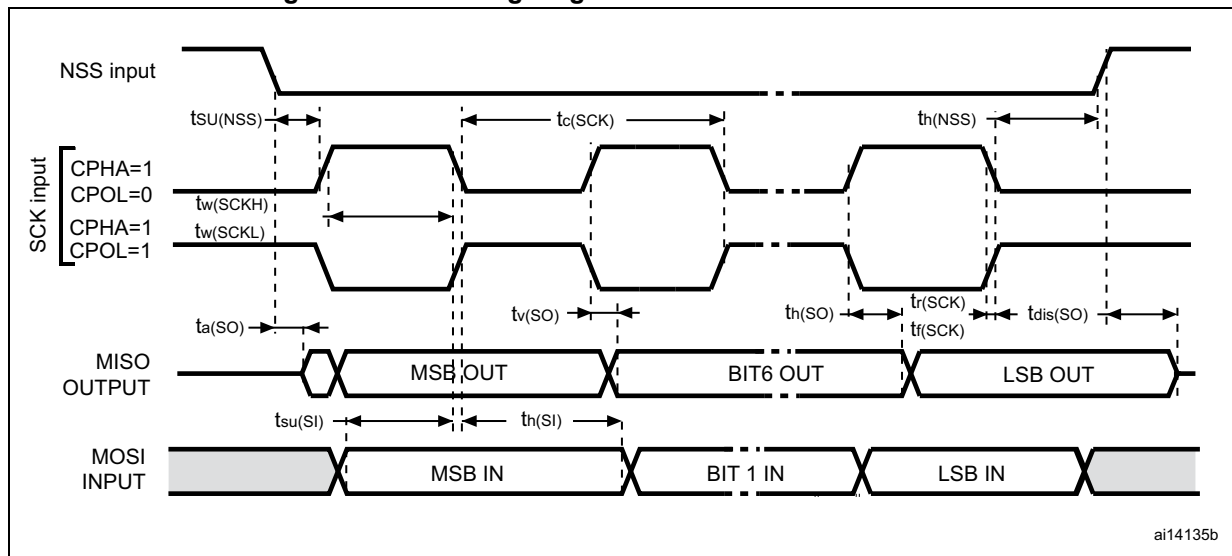 NSS input
tSU(NSS)
tc(SCK)
th(NSS)
SCK input
CPHA=1
CPOL=0
tw(SCKH)
CPHA=1
tw(SCKL)
CPOL=1
ta(SO)
tv(SO)
th(SO)
tr(SCK)
tf(SCK)
tdis(SO)
MISO
OUTPUT
MSB OUT
BIT6 OUT
LSB OUT
tsu(SI)
th(SI)
MOSI
INPUT
MSB IN
BIT 1 IN
LSB IN
ai14135b